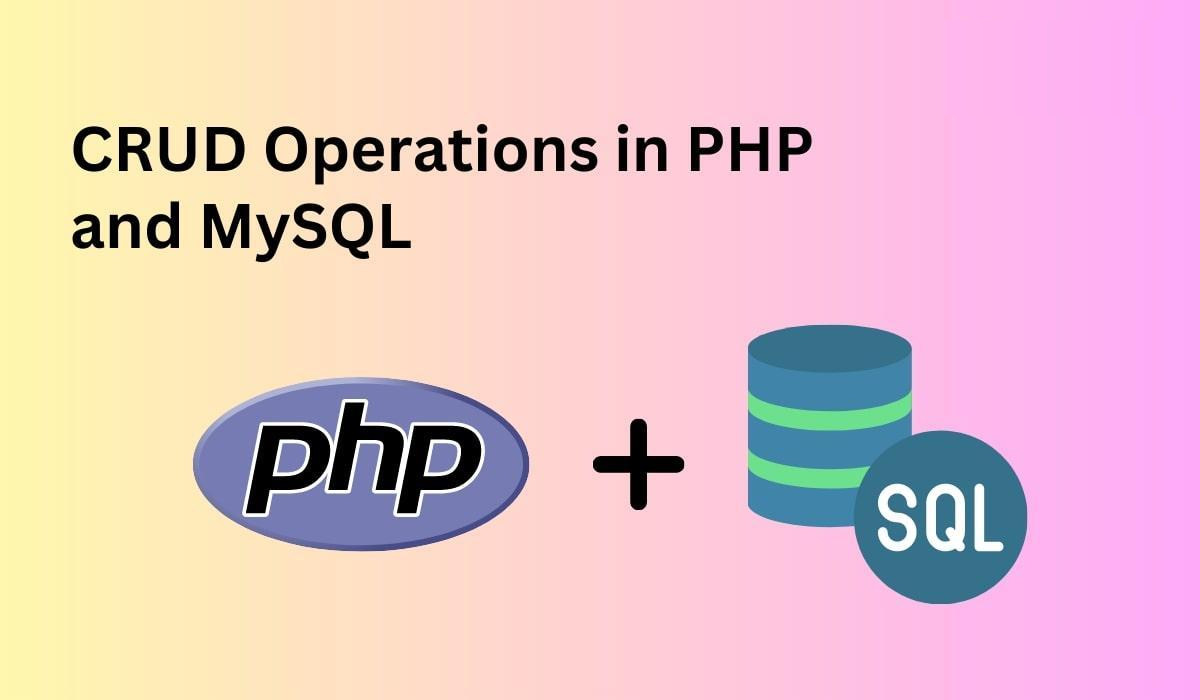 CRUD Operations in PHP
and MySQL
php
SQL